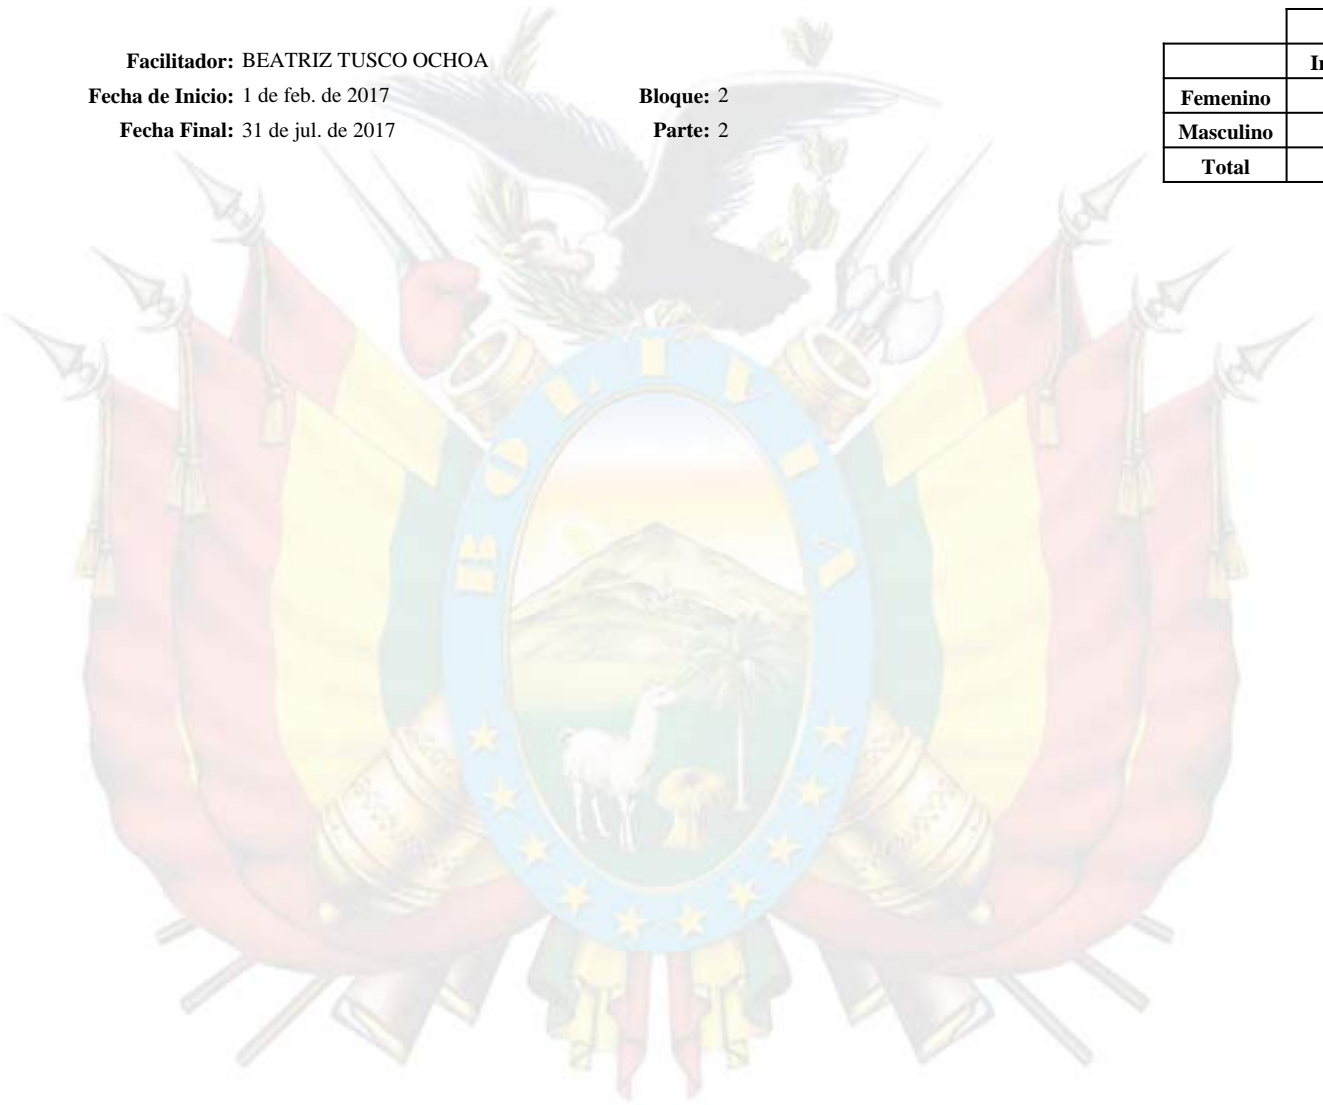 Facilitador: BEATRIZ TUSCO OCHOA
Fecha de Inicio: 1 de feb. de 2017 Bloque: 2
Fecha Final: 31 de jul. de 2017 Parte: 2
Femenino
Masculino
Total
BOLIVIA